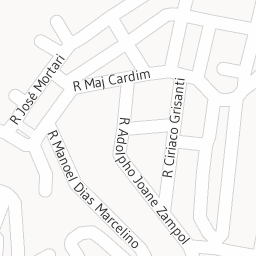 R José Mortari
R Maj Cardim
R Manoel Dias Marcelino
R Adolpho Joane Zampol
R Ciriaco Grisanti